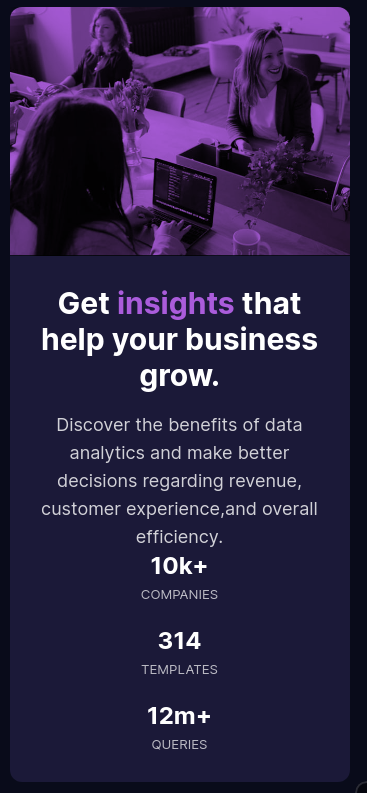 Get insights that
help your business
grow.
Discover the benefits of data
analytics and make better
decisions regarding revenue,
customer experience,and overall
efficiency.
10k+
COMPANIES
314
TEMPLATES
12m+
QUERIES